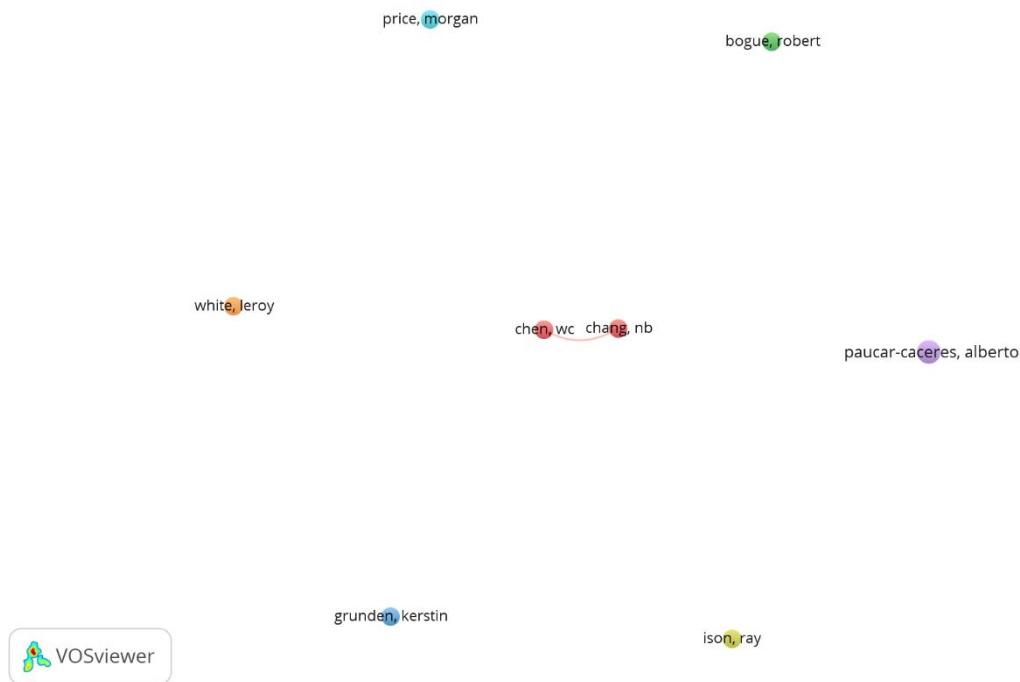 price, morgan
bogue, robert
white, leroy
chen, wc
chang, nb
paucar-caceres, alberto
grunden, kerstin
ison, ray
VOSviewer